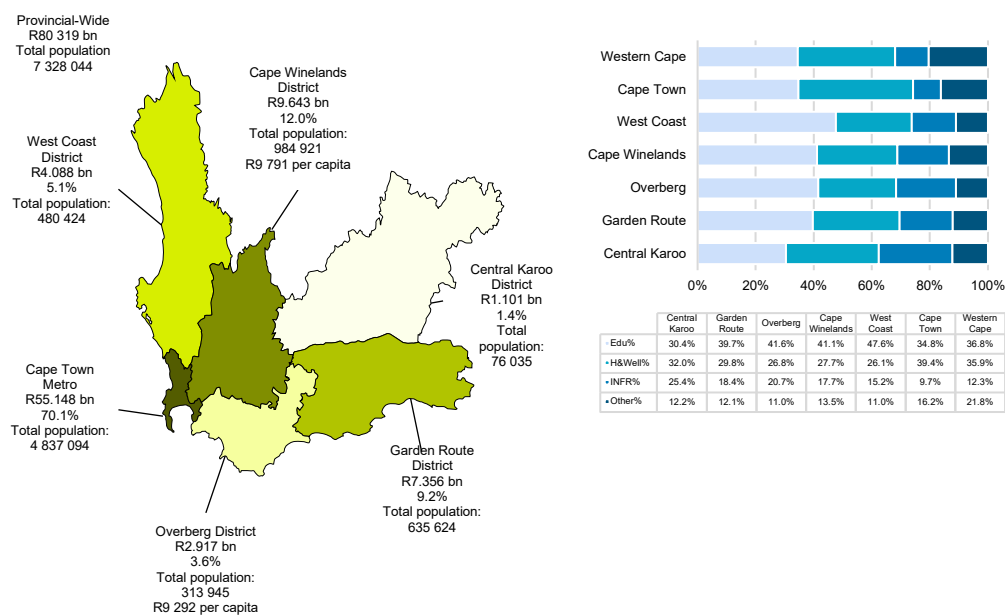 Provincial-Wide
R80 319 bn
Total population
7 328 044
Cape Winelands
District
R9.643 bn
12.0%
Total population:
984 921
R9 791 per capita
West Coast
District
R4.088 bn
5.1%
Total population:
480 424
Central Karoo
District
R1.101 bn
1.4%
Total
population:
76 035
Cape Town
Metro
R55.148 bn
70.1%
Total population:
4 837 094
Garden Route
District
R7.356 bn
9.2%
Total population:
635 624
Overberg District
R2.917 bn
3.6%
Total population:
313 945
R9 292 per capita
Western Cape
Cape Town
West Coast
Cape Winelands
Overberg
Garden Route
Central Karoo
0% 20% 40% 60% 80% 100%
Central Karoo Garden Route Overberg Cape Winelands West Coast Cape Town Western Cape
Edu% 30.4% 39.7% 41.6% 41.1% 47.6% 34.8% 36.8%
H&Well% 32.0% 29.8% 26.8% 27.7% 26.1% 39.4% 35.9%
INFR% 25.4% 18.4% 20.7% 17.7% 15.2% 9.7% 12.3%
Other% 12.2% 12.1% 11.0% 13.5% 11.0% 16.2% 21.8%